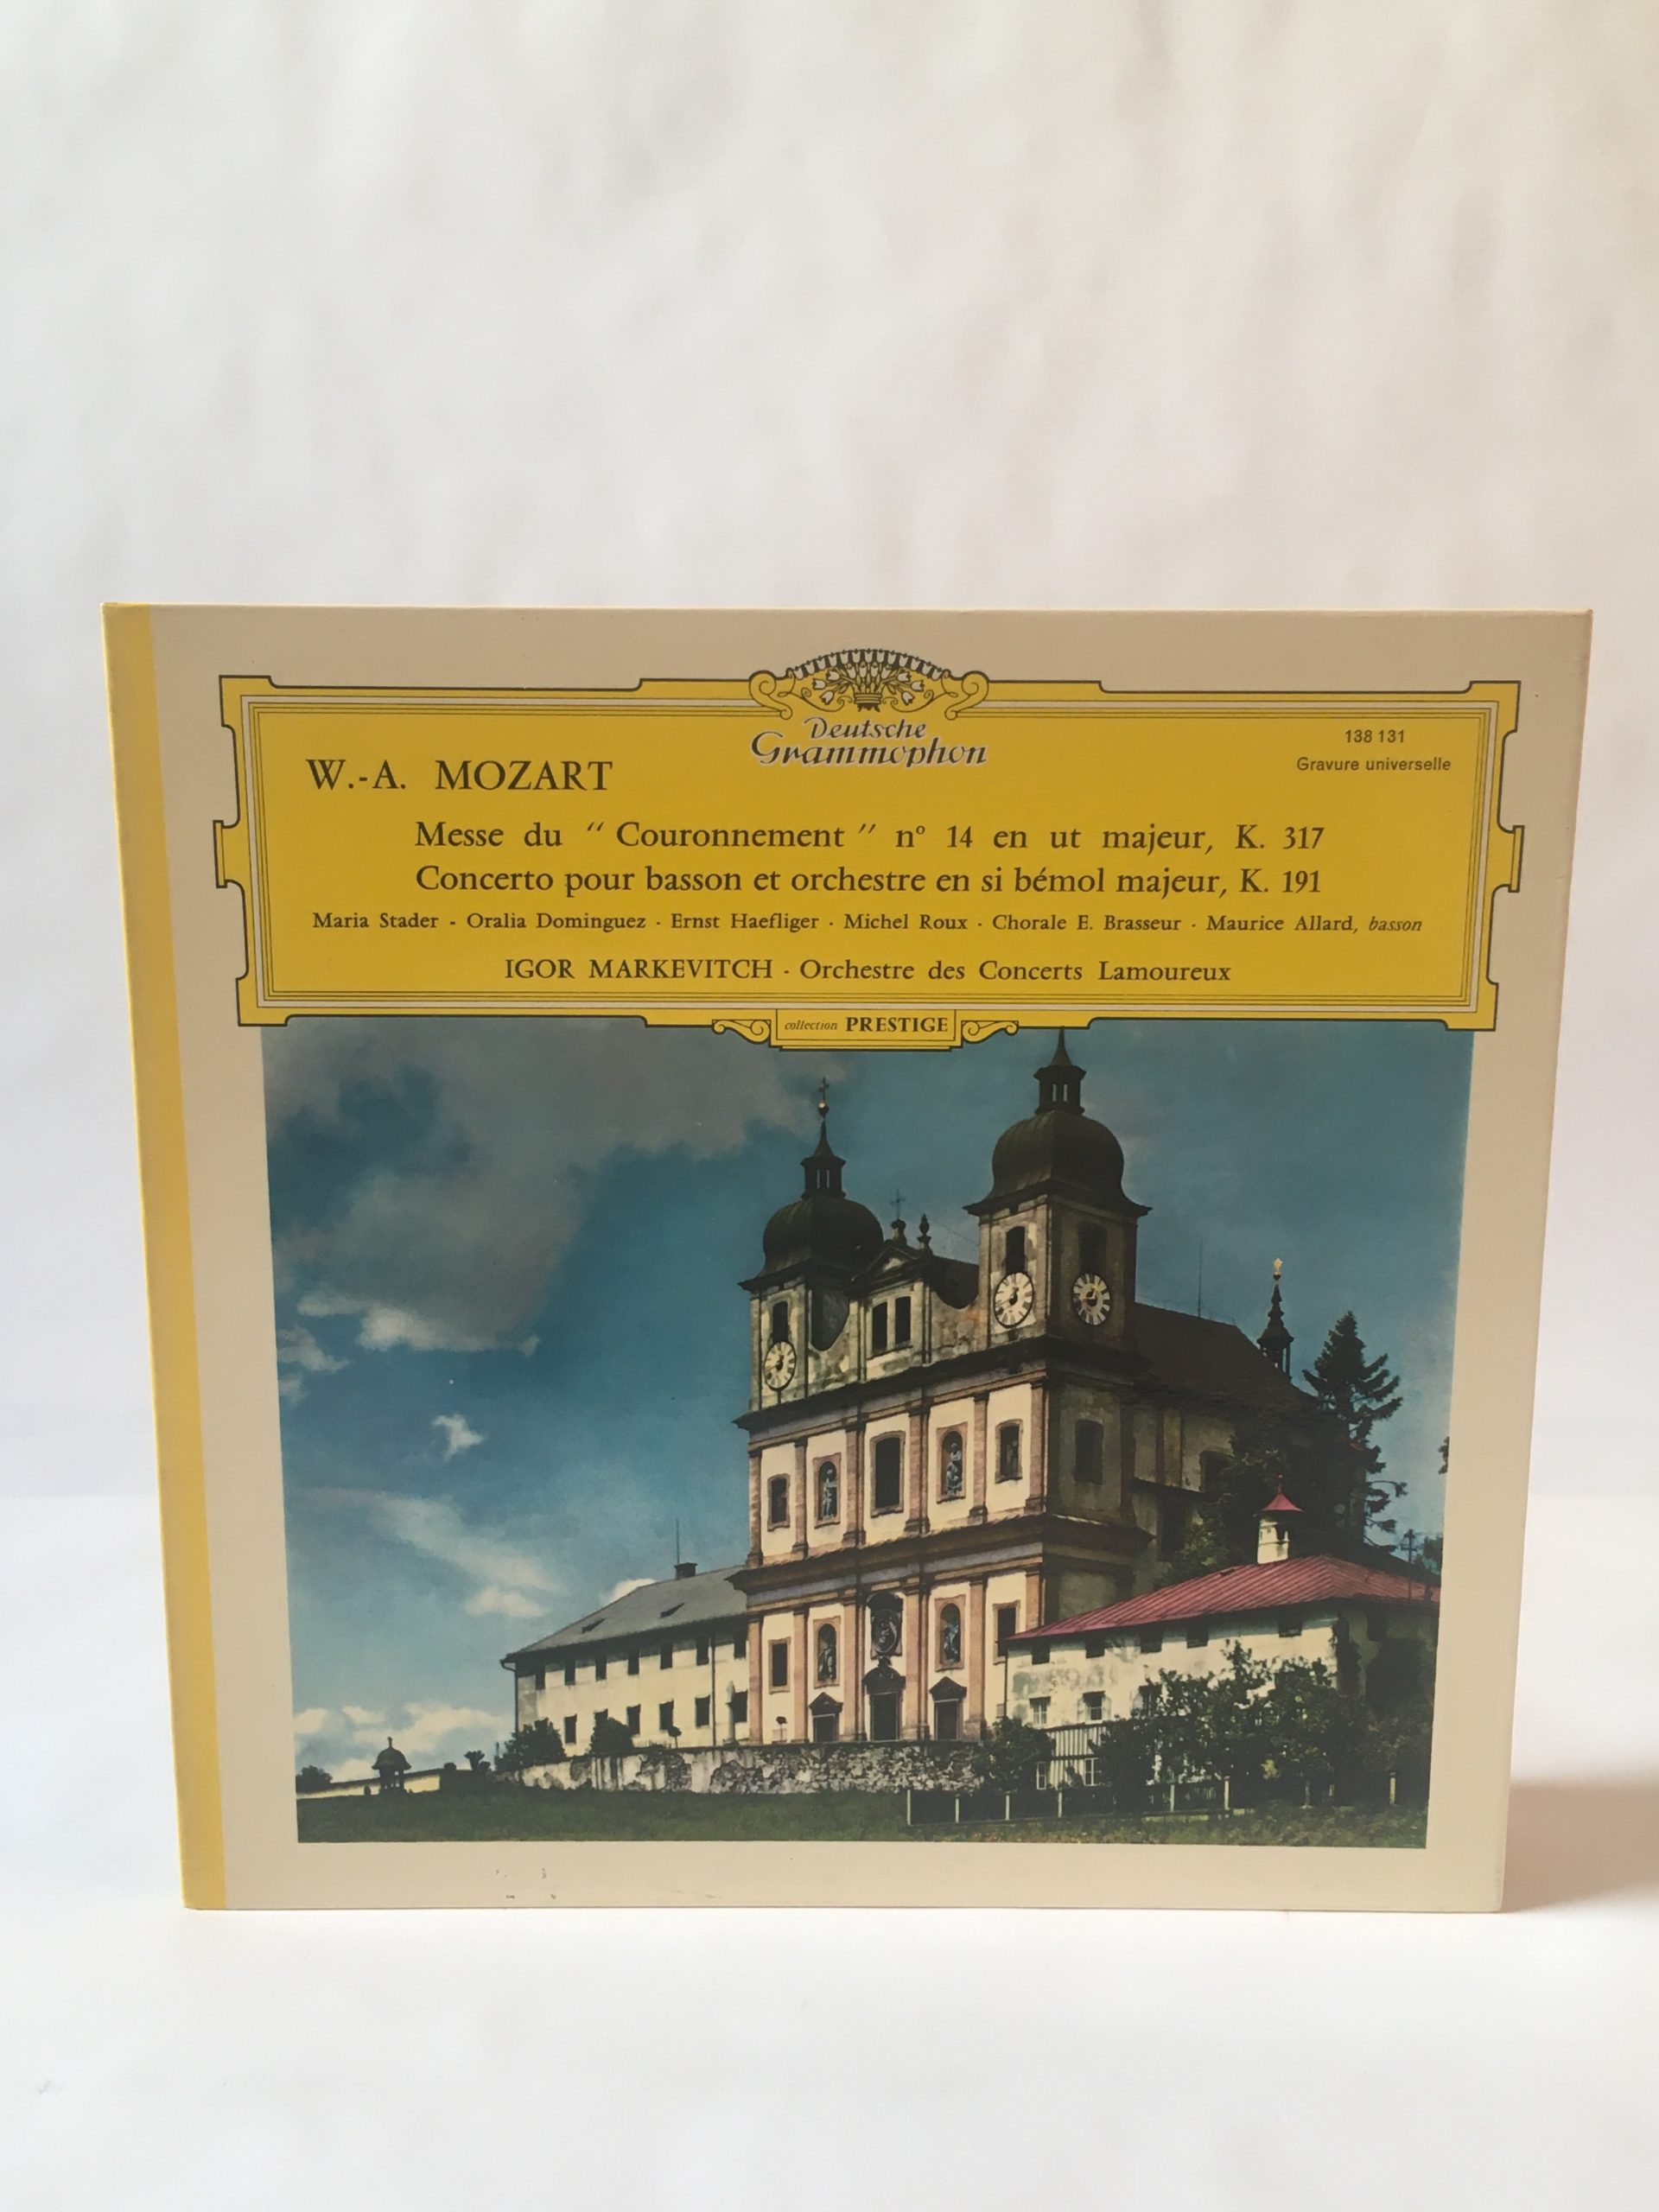 Deutsche
Grammophon
138 131
Gravure universelle
W.-A. MOZART
Messe du “ Couronnement ” nº 14 en ut majeur, K. 317
Concerto pour basson et orchestre en si bémol majeur, K. 191
Maria Stader - Oralia Dominguez · Ernst Haefliger · Michel Roux · Chorale E. Brasseur · Maurice Allard, basson
IGOR MARKEVITCH · Orchestre des Concerts Lamoureux
collection PRESTIGE